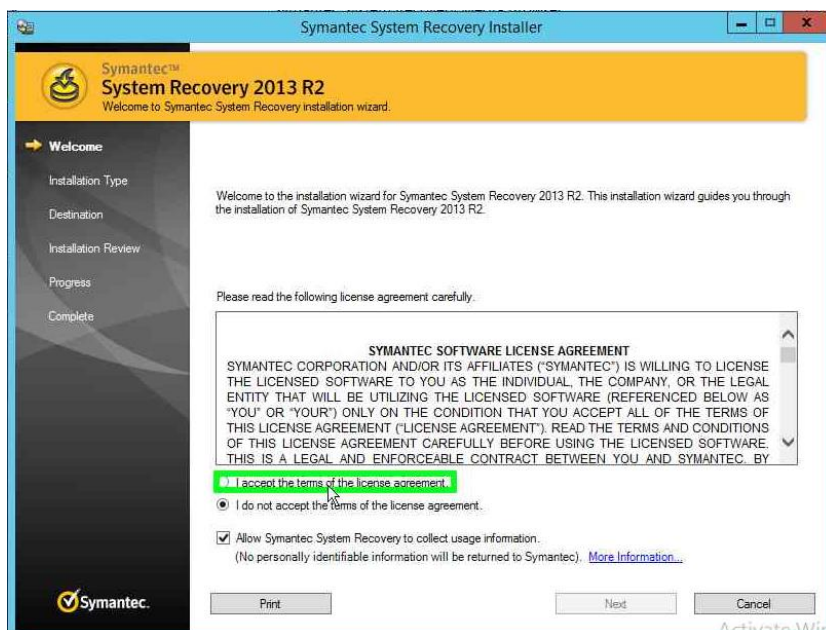 Symantec System Recovery Installer
Symantec™
System Recovery 2013 R2
Welcome to Symantec System Recovery installation wizard.
Welcome
Installation Type
Destination
Installation Review
Progress
Complete
Welcome to the installation wizard for Symantec System Recovery 2013 R2. This installation wizard guides you through
the installation of Symantec System Recovery 2013 R2.
Please read the following license agreement carefully.
SYMANTEC SOFTWARE LICENSE AGREEMENT
SYMANTEC CORPORATION AND/OR ITS AFFILIATES (“SYMANTEC”) IS WILLING TO LICENSE
THE LICENSED SOFTWARE TO YOU AS THE INDIVIDUAL, THE COMPANY, OR THE LEGAL
ENTITY THAT WILL BE UTILIZING THE LICENSED SOFTWARE (REFERENCED BELOW AS
“YOU” OR “YOUR”) ONLY ON THE CONDITION THAT YOU ACCEPT ALL OF THE TERMS OF
THIS LICENSE AGREEMENT (“LICENSE AGREEMENT”). READ THE TERMS AND CONDITIONS
OF THIS LICENSE AGREEMENT CAREFULLY BEFORE USING THE LICENSED SOFTWARE.
THIS IS A LEGAL AND ENFORCEABLE CONTRACT BETWEEN YOU AND SYMANTEC. BY
I accept the terms of the license agreement.
I do not accept the terms of the license agreement.
Allow Symantec System Recovery to collect usage information.
(No personally identifiable information will be returned to Symantec). More Information...
Symantec.
Print
Next
Cancel
Activate Win